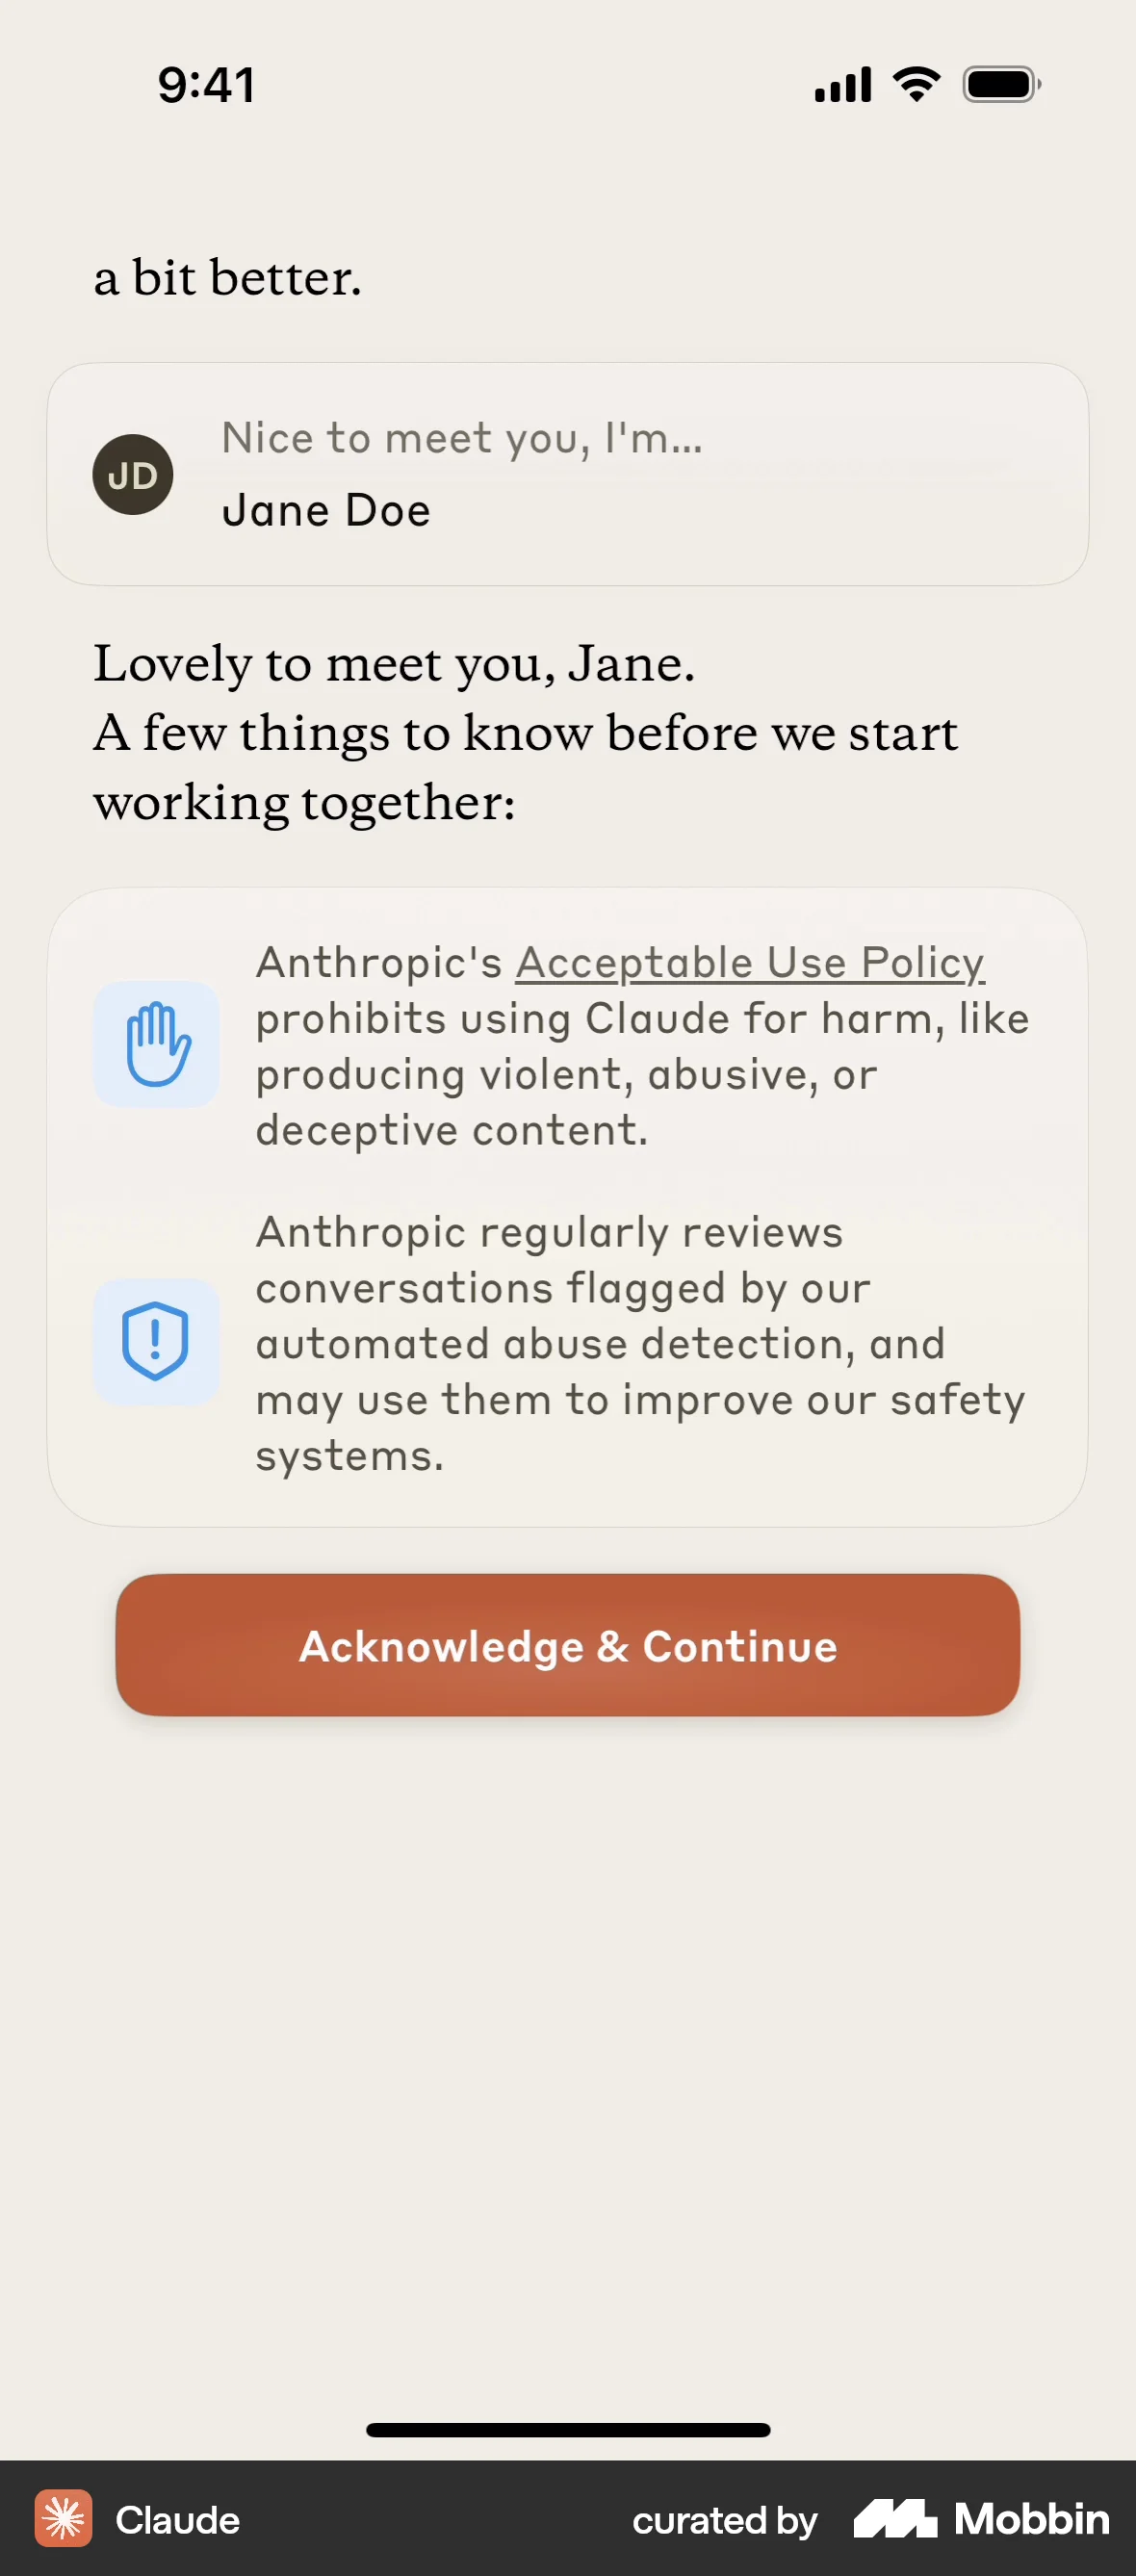 9:41
a bit better.
JD
Nice to meet you, I'm...
Jane Doe
Lovely to meet you, Jane.
A few things to know before we start
working together:
Anthropic's Acceptable Use Policy
prohibits using Claude for harm, like
producing violent, abusive, or
deceptive content.
Anthropic regularly reviews
conversations flagged by our
automated abuse detection, and
may use them to improve our safety
systems.
Acknowledge & Continue
Claude
curated by Mobbin